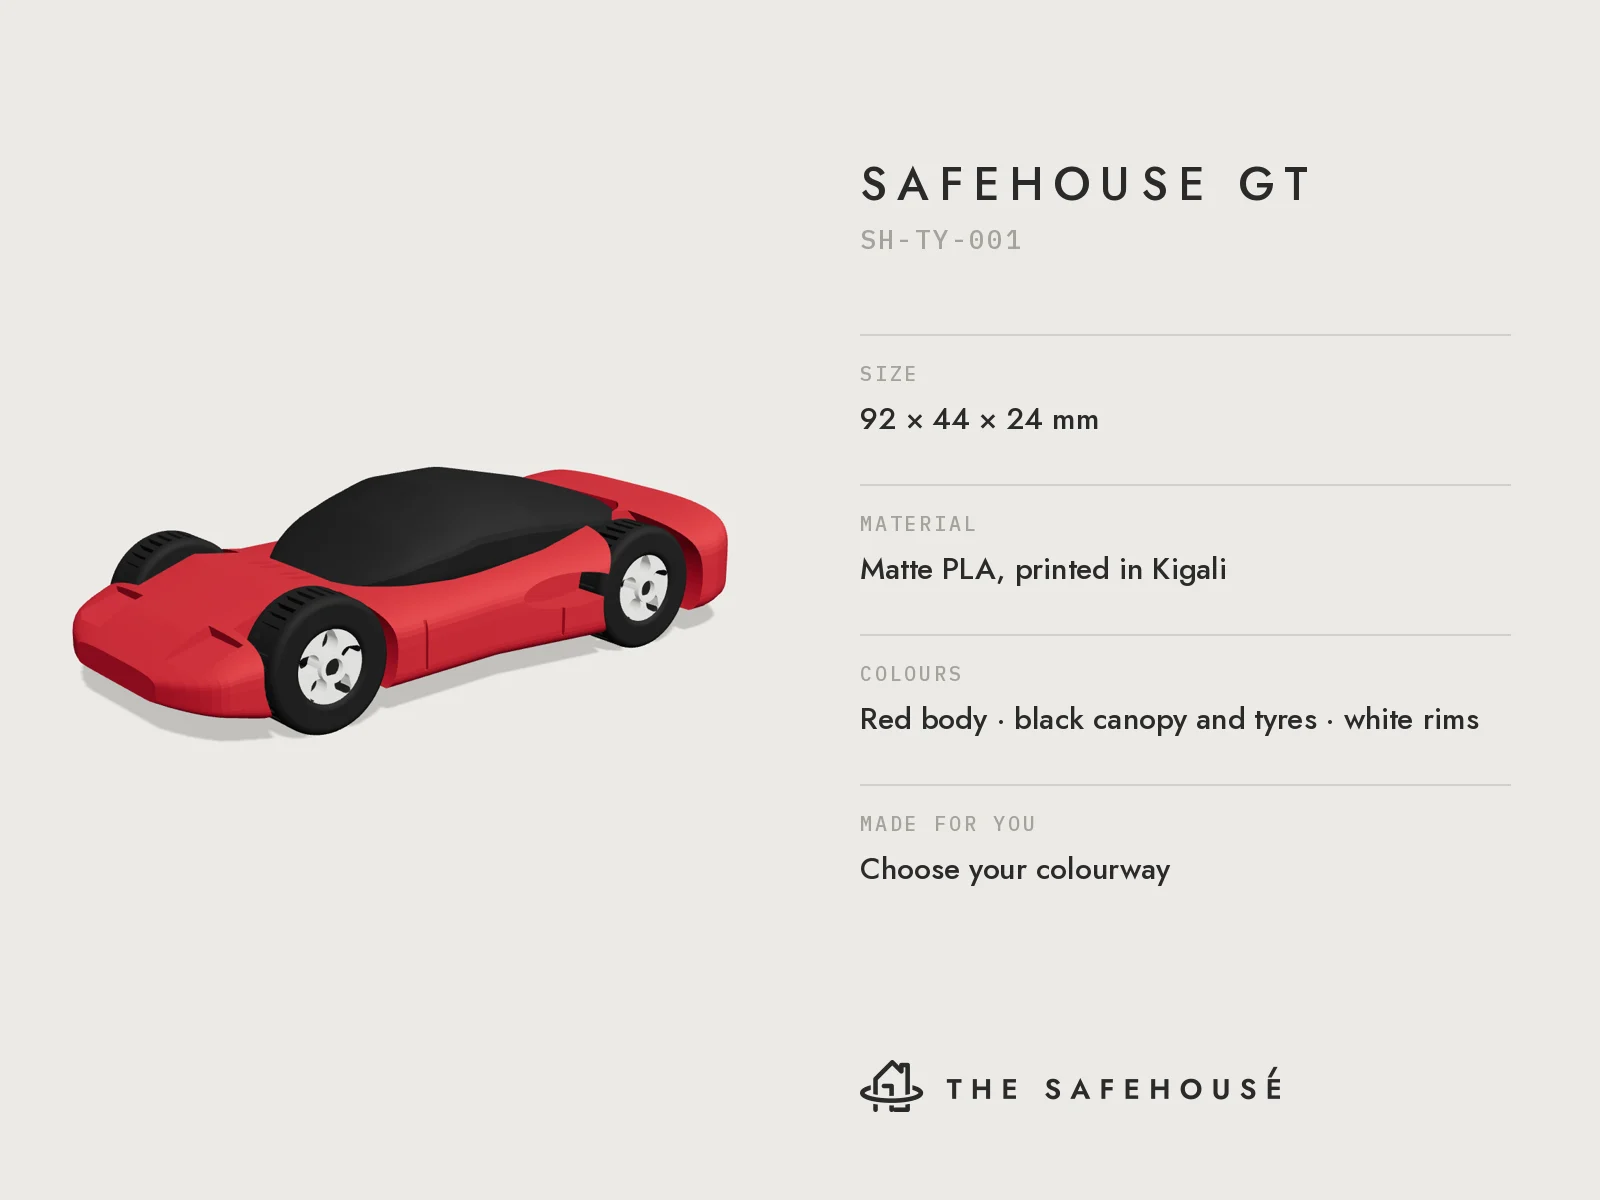 SAFEHOUSE GT
SH-TY-001
SIZE
92 × 44 × 24 mm
MATERIAL
Matte PLA, printed in Kigali
COLOURS
Red body · black canopy and tyres · white rims
MADE FOR YOU
Choose your colourway
THE SAFEHOUSÉ